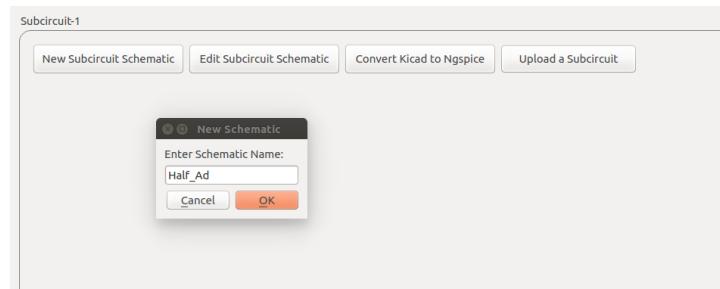 Subcircuit-1
New Subcircuit Schematic Edit Subcircuit Schematic Convert Kicad to Ngspice Upload a Subcircuit
New Schematic
Enter Schematic Name:
Half_Ad
Cancel OK